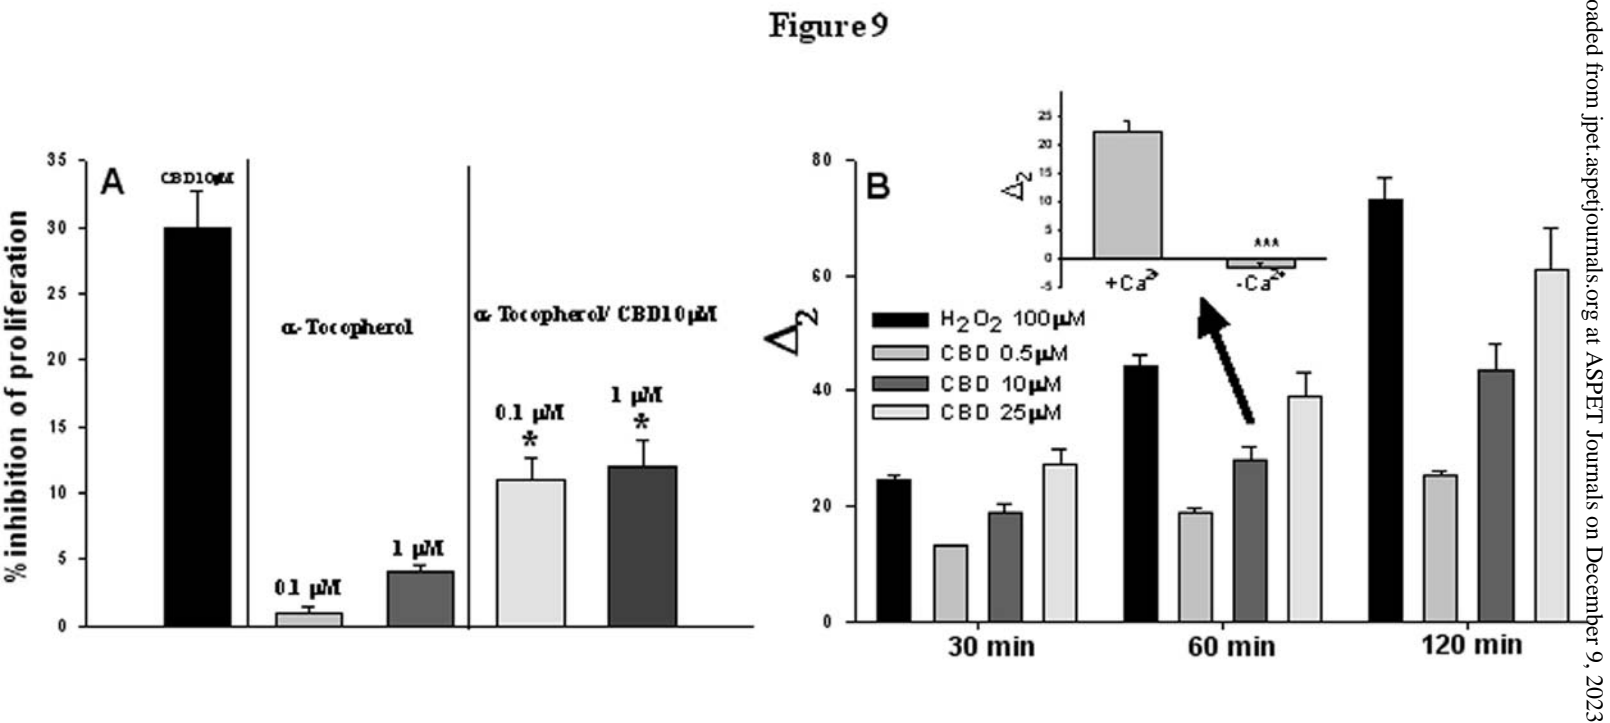 Figure 9
% inhibition of proliferation
35
30
25
20
15
10
5
0
A
CBD10µM
α-Tocopherol
0.1 µM
1 µM
α-Tocopherol/ CBD10µM
0.1 µM
*
1 µM
*
Δ2
80
60
40
20
0
B
H2O2 100µM
CBD 0.5µM
CBD 10µM
CBD 25µM
Δ2
25
20
15
10
5
0
-5
***
+Ca2+
-Ca2+
30 min
60 min
120 min
oaded from jpet.aspetjournals.org at ASPET Journals on December 9, 2023